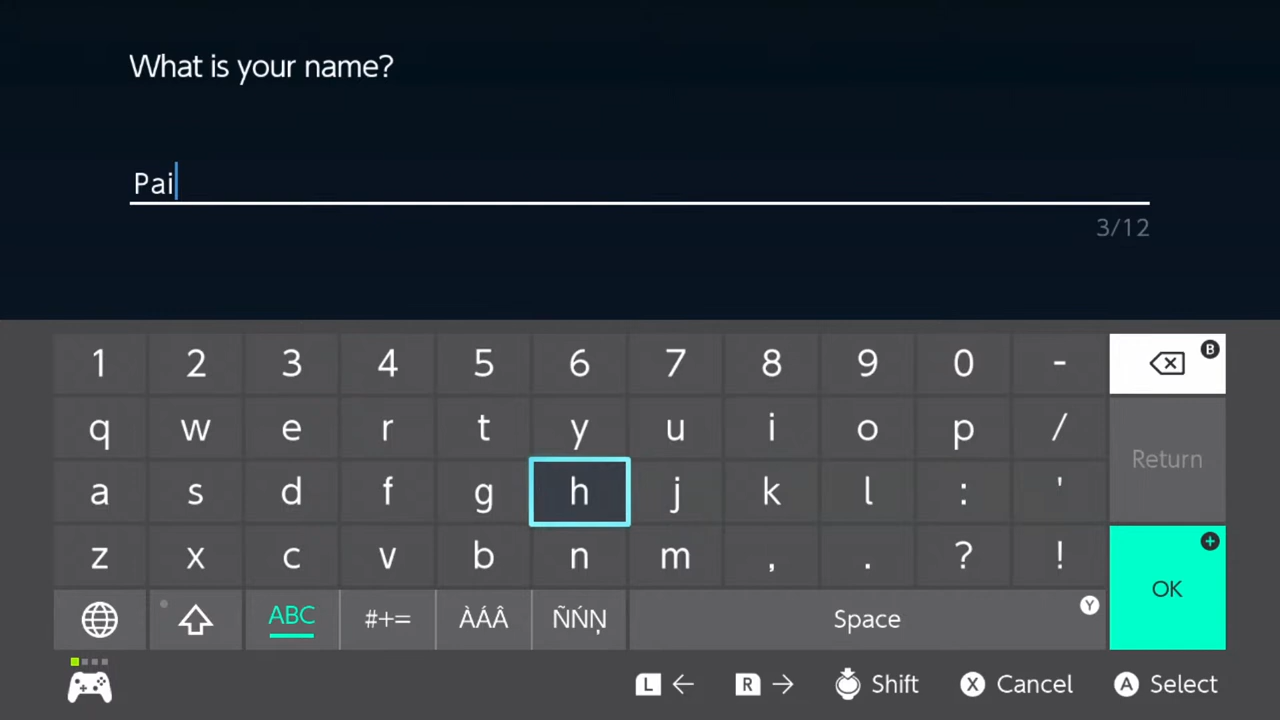 What is your name?
Pai
3/12
1 2 3 4 5 6 7 8 9 0 - B
q w e r t y u i o p / Return
a s d f g h j k l : '
z x c v b n m , . ? ! + OK
ABC #+= ÀÁÂ ÑŃŅ Space Y
L ← R → Shift X Cancel A Select